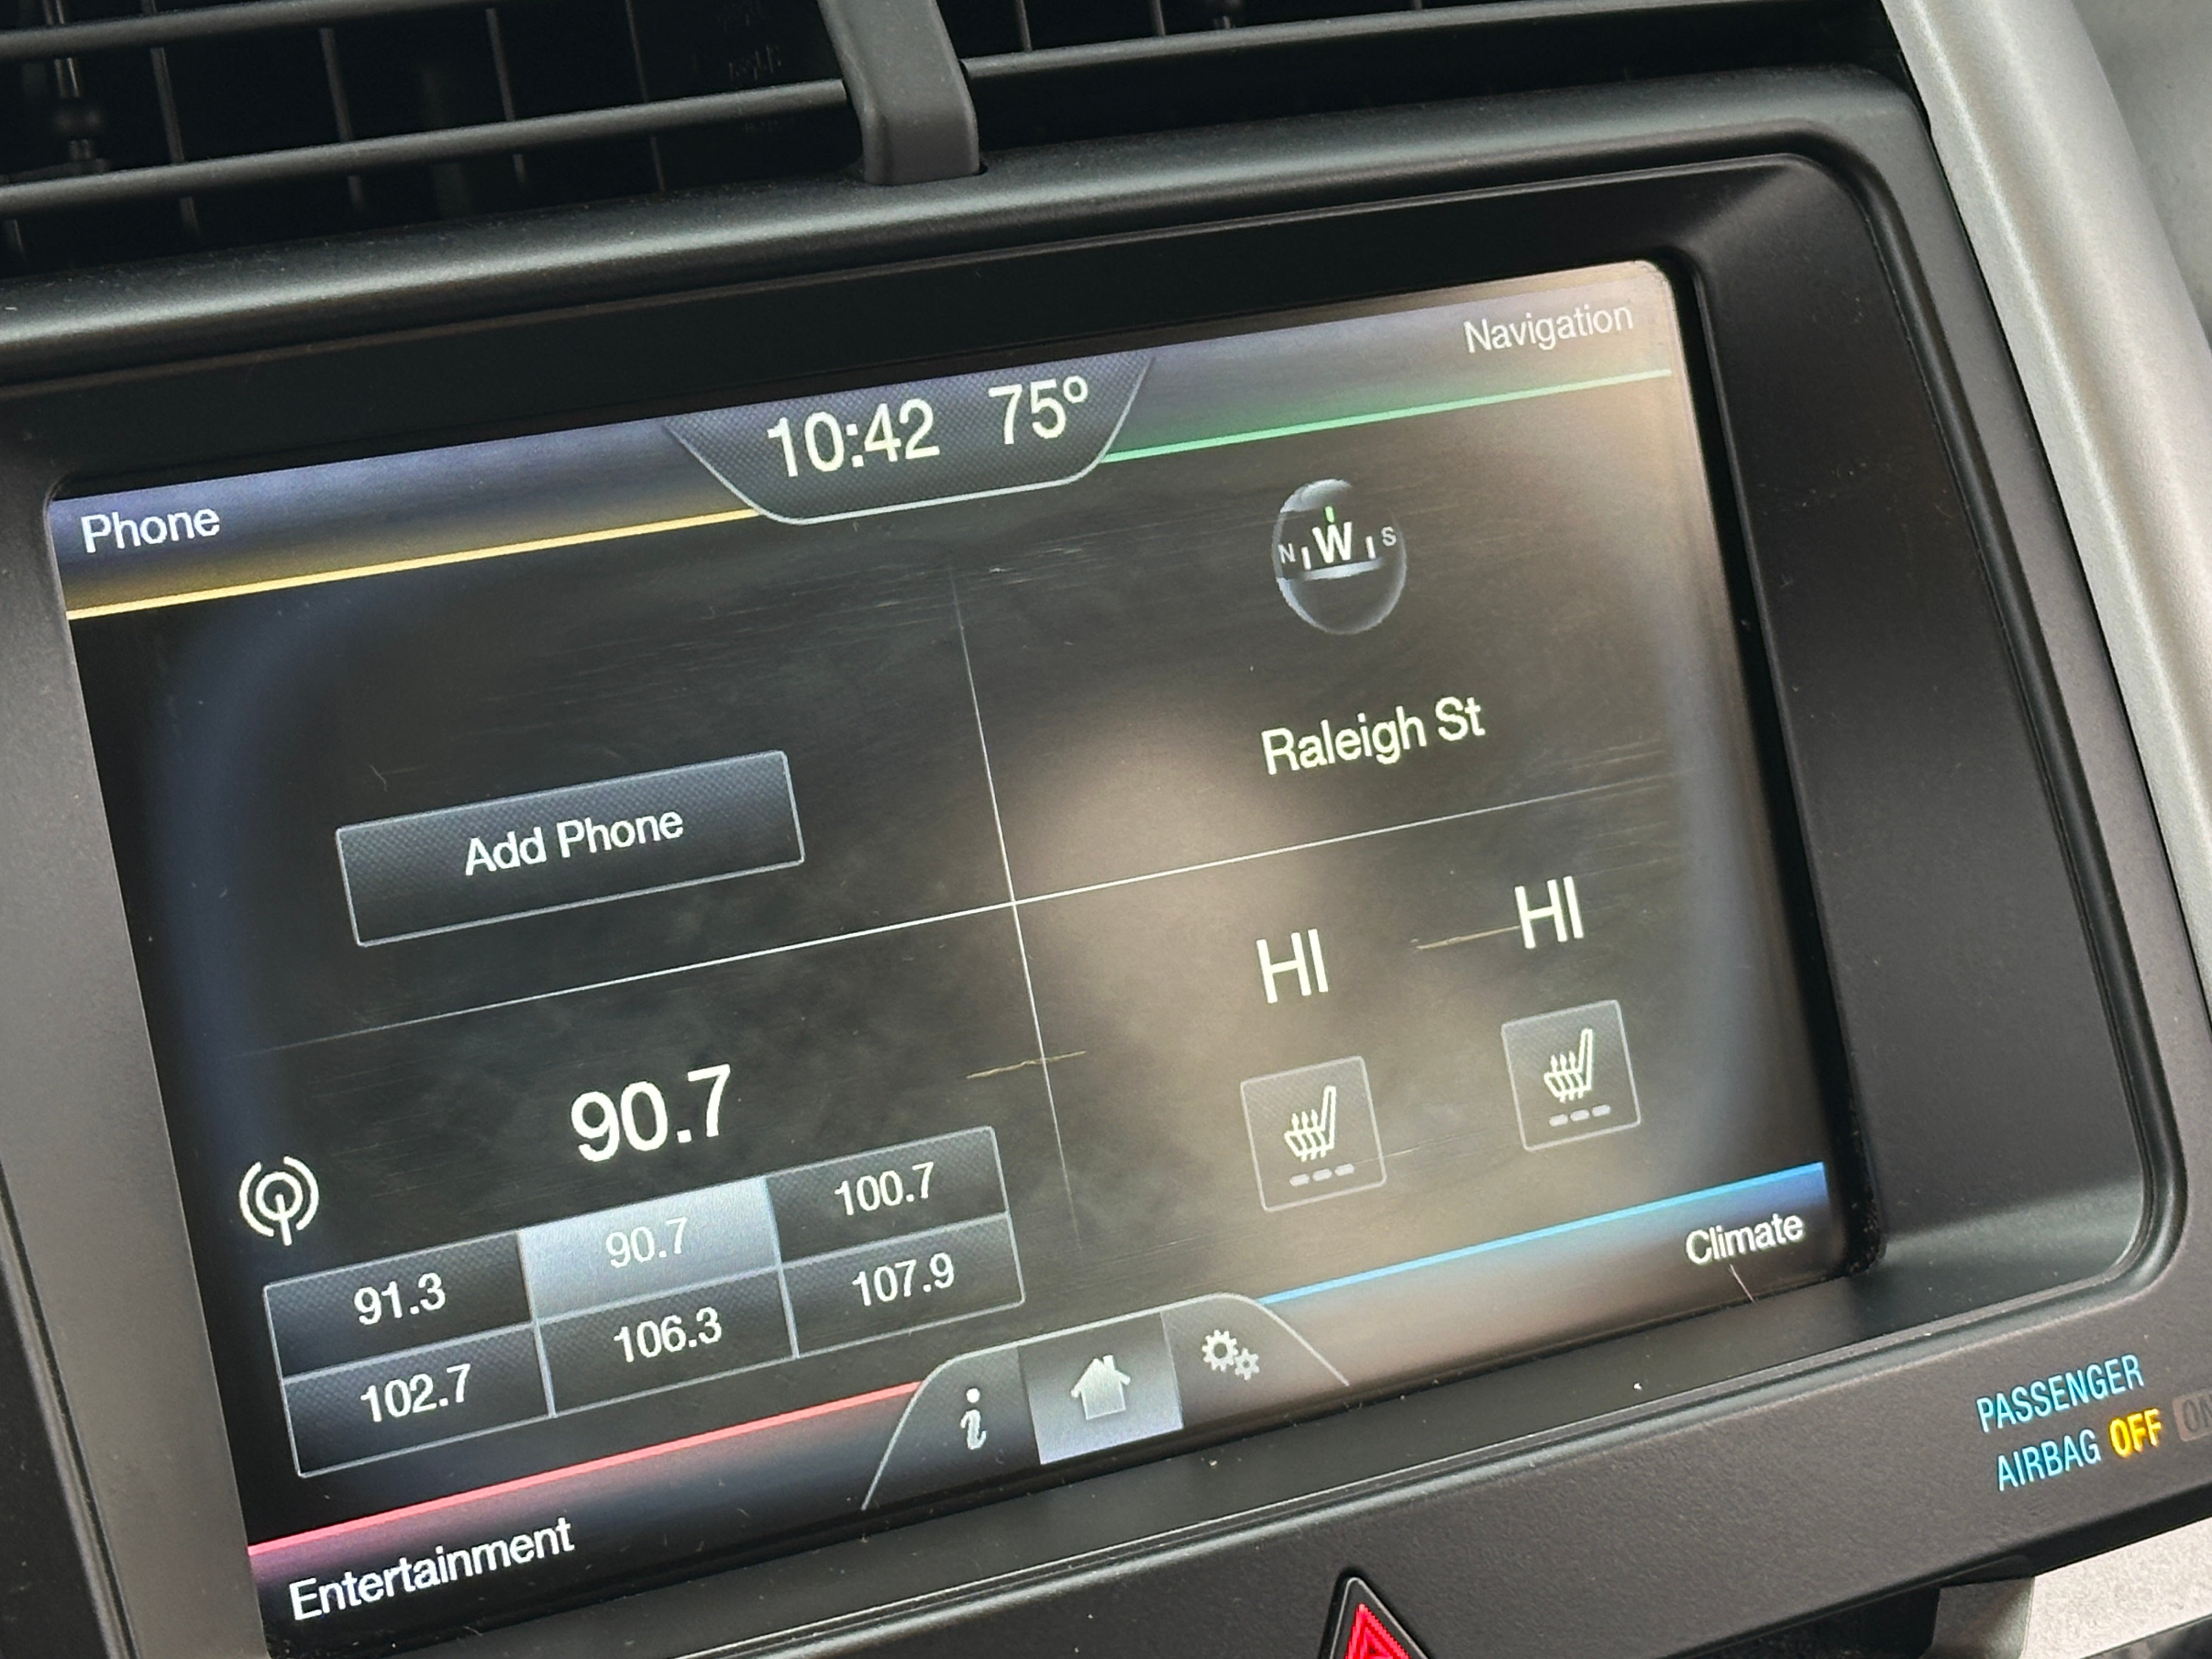 Navigation
10:42 75°
Phone
N W S
Raleigh St
Add Phone
HI HI
90.7
91.3 90.7 100.7
102.7 106.3 107.9
Climate
i
Entertainment
PASSENGER
AIRBAG OFF ON